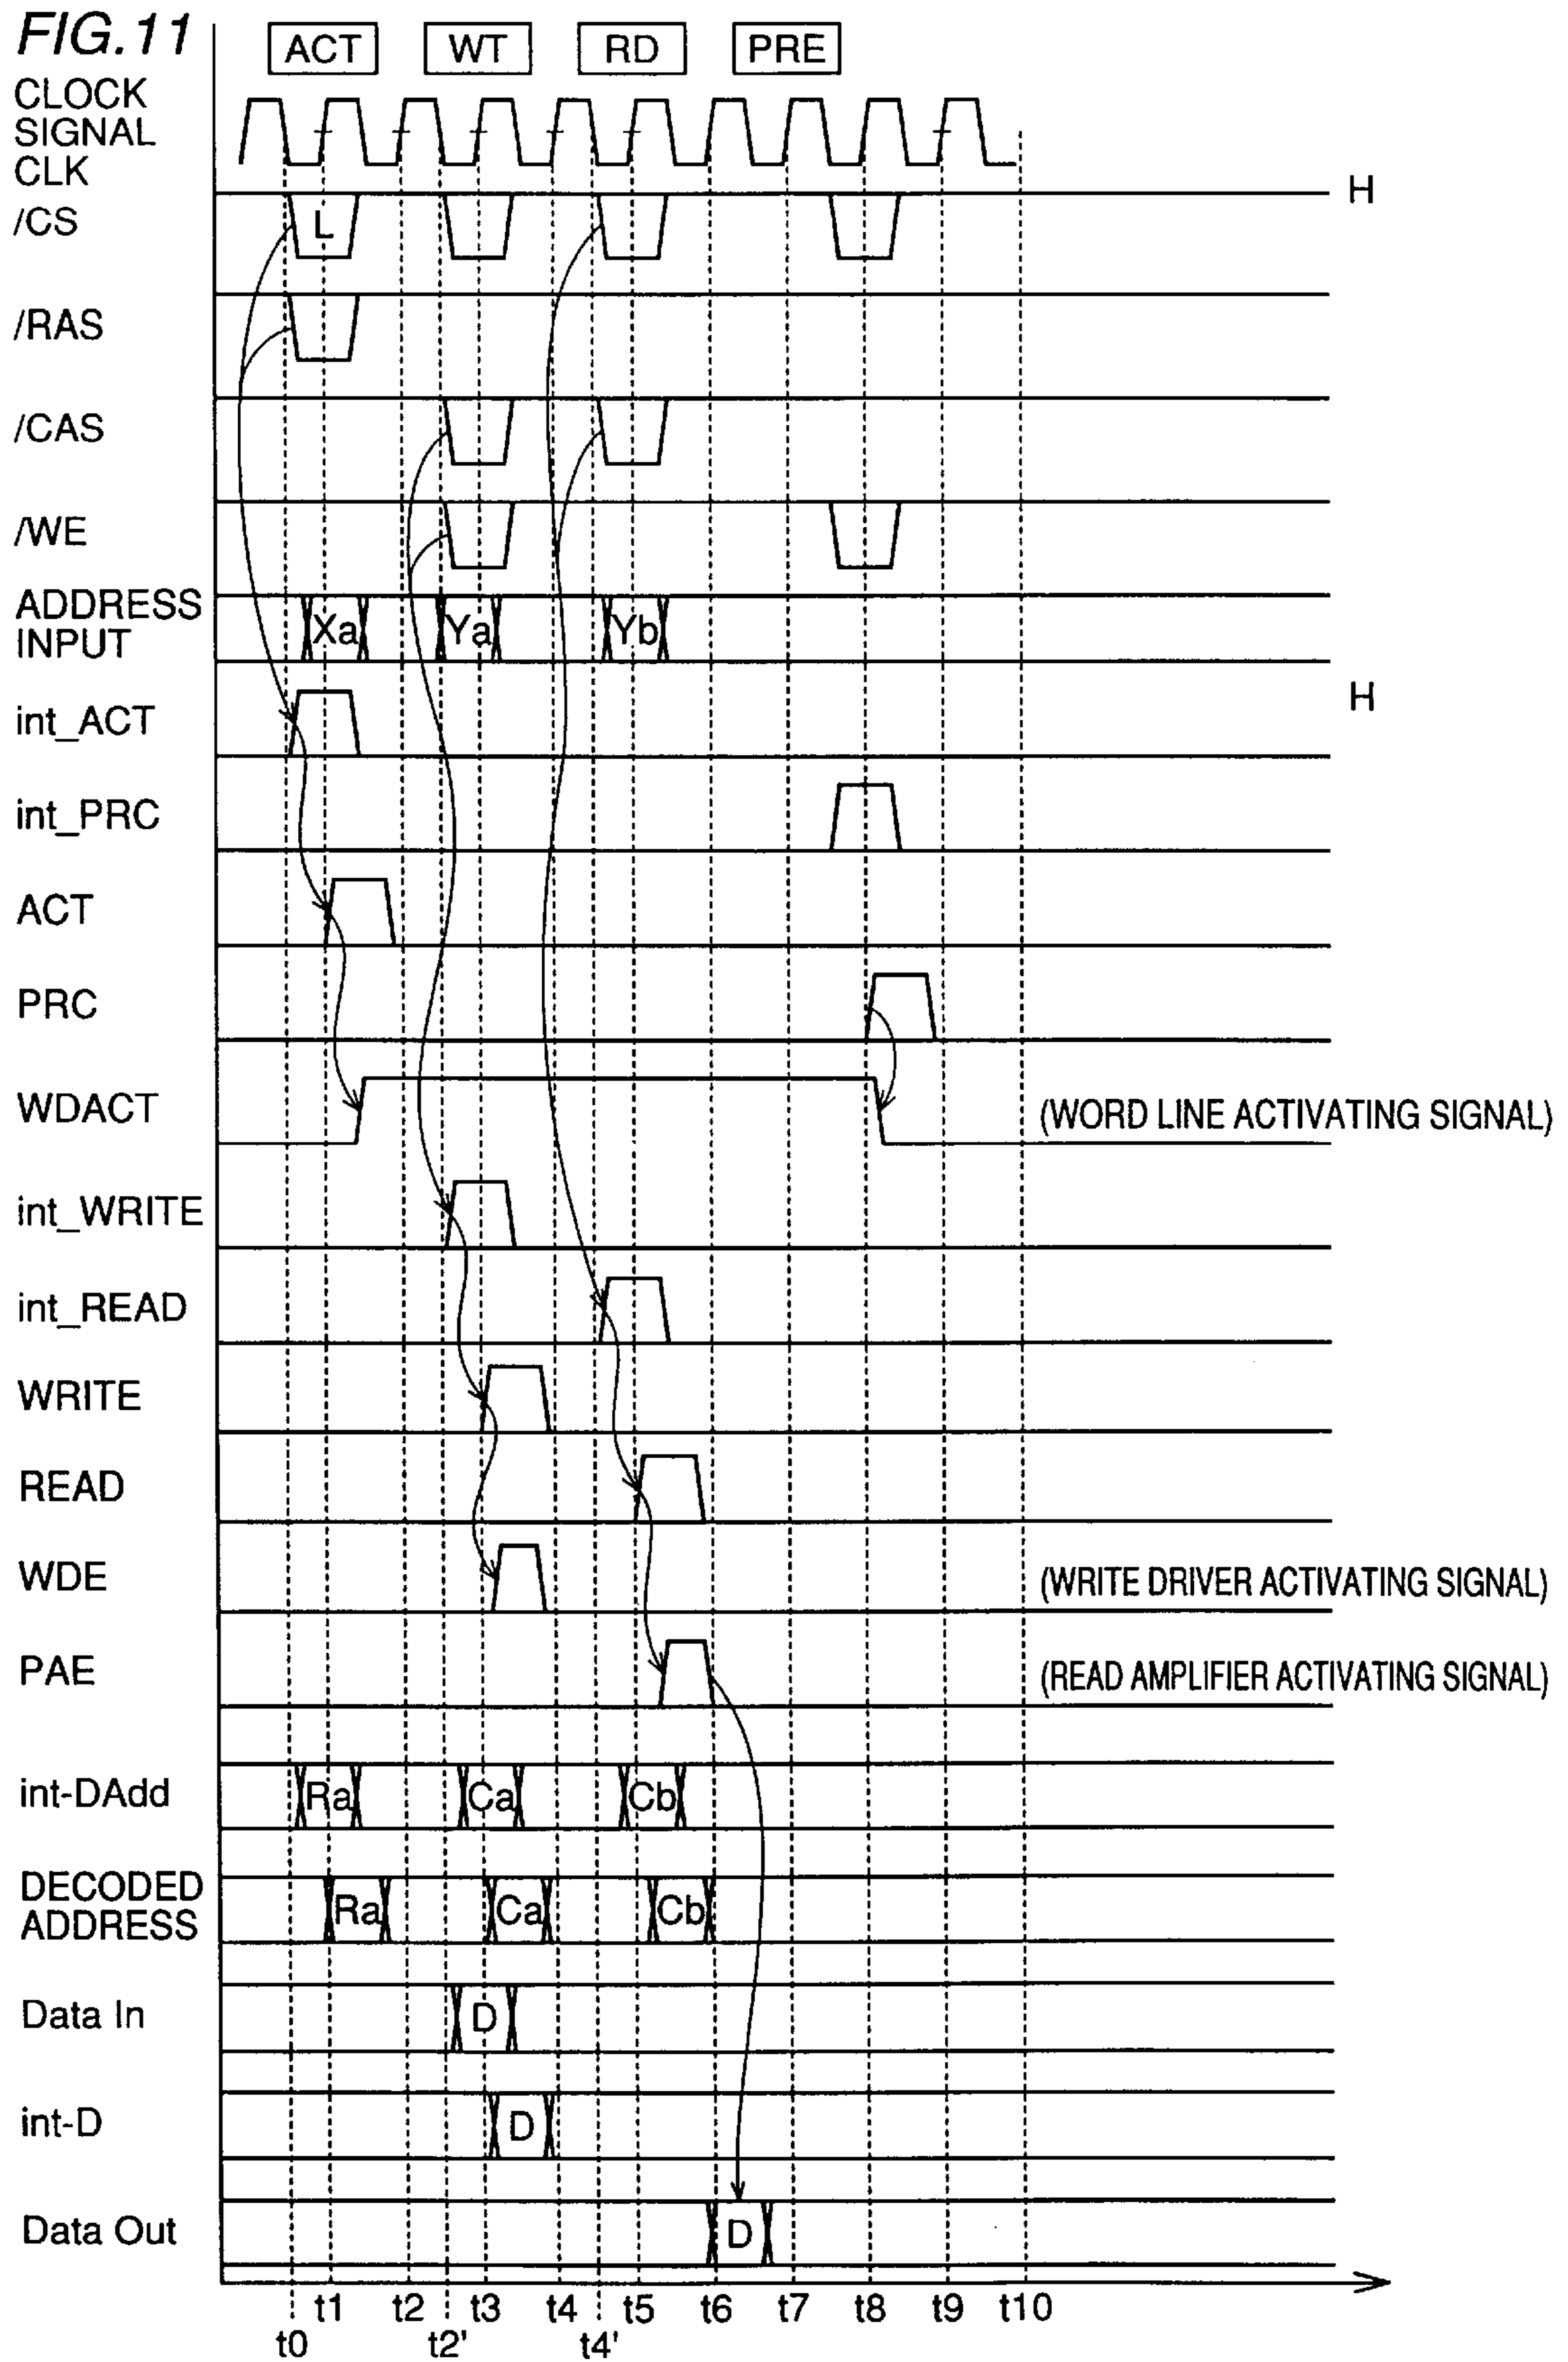 FIG.11
ACT WT RD PRE
CLOCK
SIGNAL
CLK
H
/CS L
/RAS
/CAS
/WE
ADDRESS
INPUT Xa Ya Yb
H
int_ACT
int_PRC
ACT
PRC
WDACT (WORD LINE ACTIVATING SIGNAL)
int_WRITE
int_READ
WRITE
READ
WDE (WRITE DRIVER ACTIVATING SIGNAL)
PAE (READ AMPLIFIER ACTIVATING SIGNAL)
int-DAdd Ra Ca Cb
DECODED
ADDRESS Ra Ca Cb
Data In D
int-D D
Data Out D
t1 t2 t3 t4 t5 t6 t7 t8 t9 t10
t0 t2' t4'